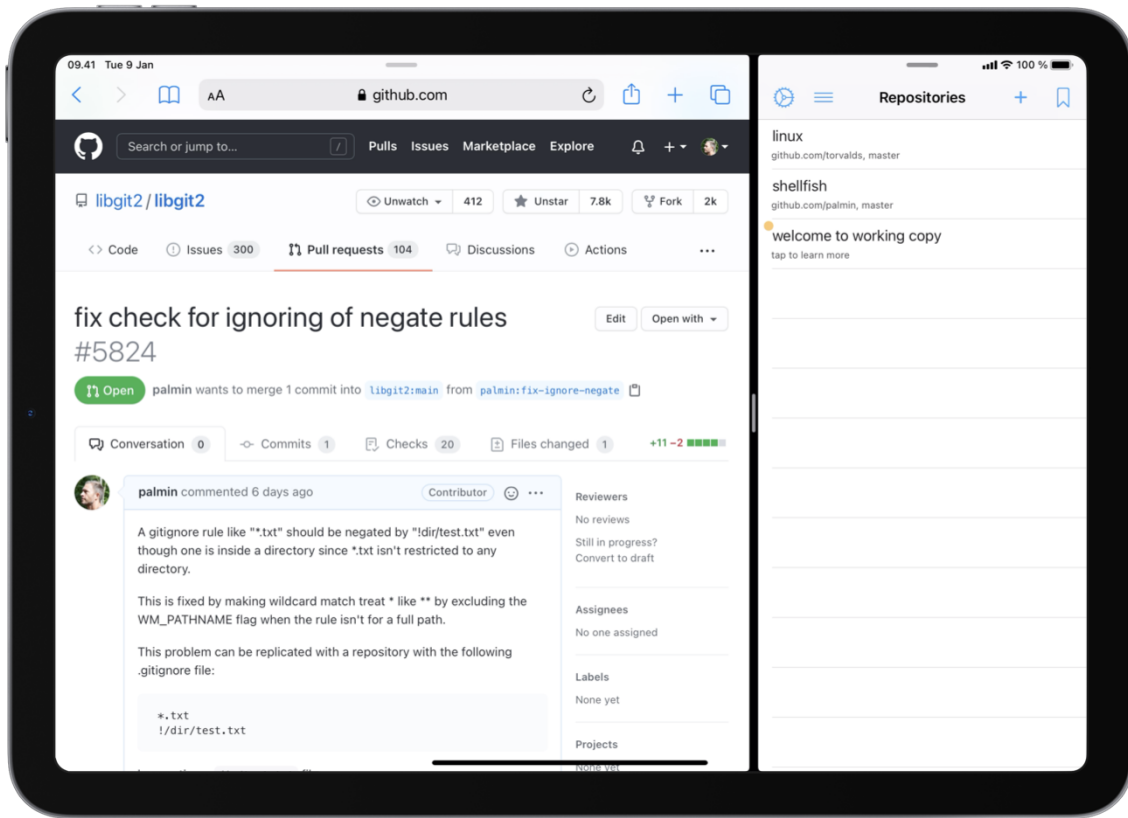 09.41 Tue 9 Jan
AA
github.com
Search or jump to...
/
Pulls Issues Marketplace Explore
libgit2 / libgit2
Unwatch 412
Unstar 7.8k
Fork 2k
Code
Issues 300
Pull requests 104
Discussions
Actions
fix check for ignoring of negate rules
#5824
Edit
Open with
Open
palmin wants to merge 1 commit into libgit2:main from palmin:fix-ignore-negate
Conversation 0
Commits 1
Checks 20
Files changed 1
+11 −2
palmin commented 6 days ago
Contributor
A gitignore rule like "*.txt" should be negated by "!dir/test.txt" even
though one is inside a directory since *.txt isn't restricted to any
directory.
This is fixed by making wildcard match treat * like ** by excluding the
WM_PATHNAME flag when the rule isn't for a full path.
This problem can be replicated with a repository with the following
.gitignore file:
*.txt
!/dir/test.txt
Reviewers
No reviews
Still in progress?
Convert to draft
Assignees
No one assigned
Labels
None yet
Projects
None yet
100 %
Repositories
linux
github.com/torvalds, master
shellfish
github.com/palmin, master
welcome to working copy
tap to learn more